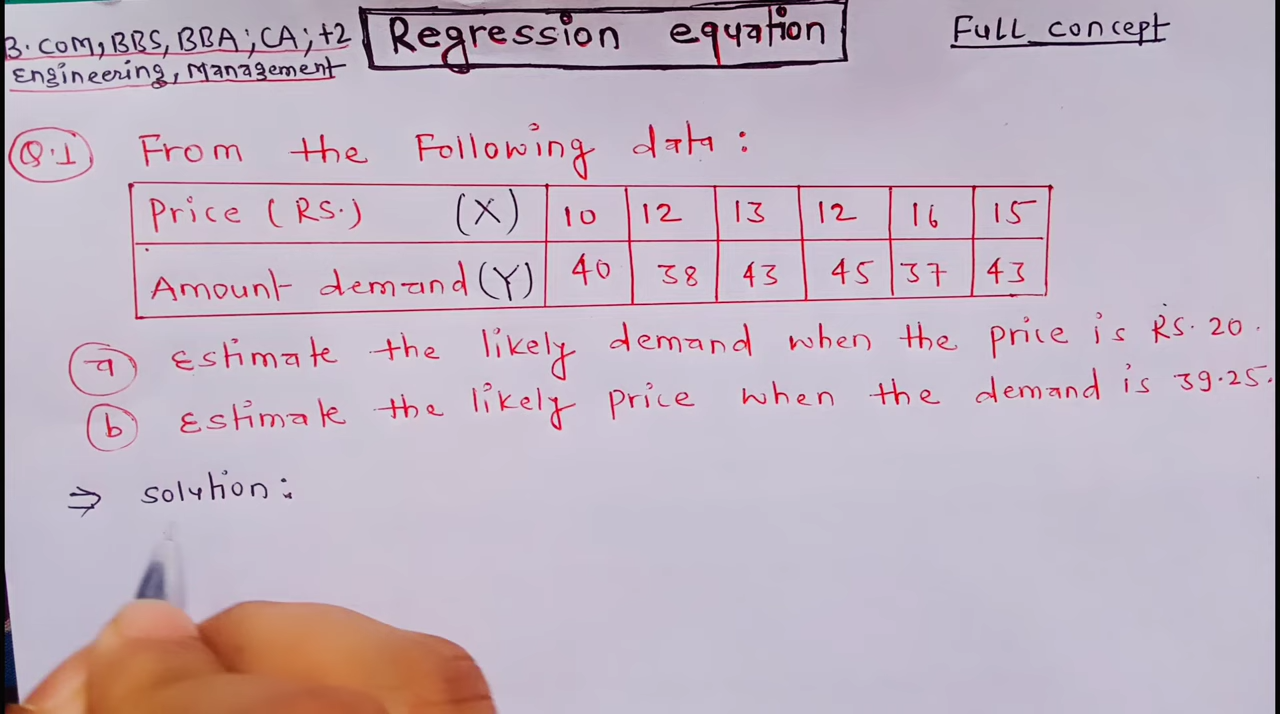 B.com, BBS, BBA; CA; +2
Engineering, Management
Regression equation
Full concept
Q.1 From the Following data:
Price (RS.) (X) 10 12 13 12 16 15
Amount demand (Y) 40 38 43 45 37 43
a Estimate the likely demand when the price is RS. 20.
b Estimate the likely price when the demand is 39.25.
⇒ solution: